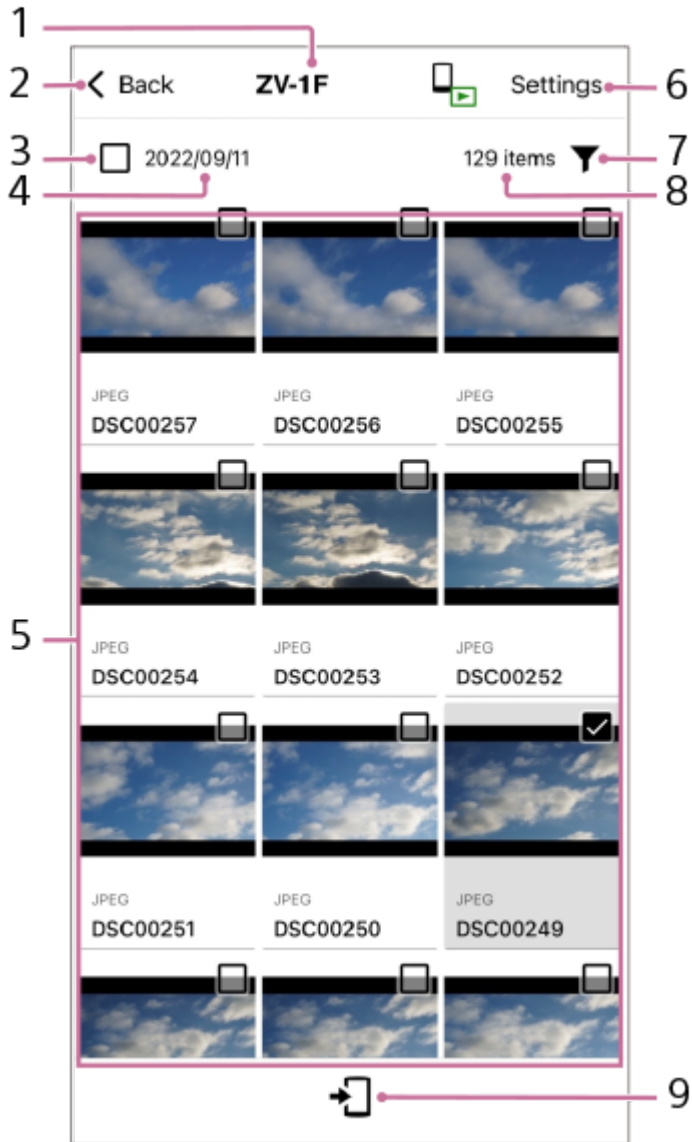 1
2 Back ZV-1F Settings 6
3 2022/09/11 129 items 7
4 8
JPEG JPEG JPEG
DSC00257 DSC00256 DSC00255
5
JPEG JPEG JPEG
DSC00254 DSC00253 DSC00252
JPEG JPEG JPEG
DSC00251 DSC00250 DSC00249
9